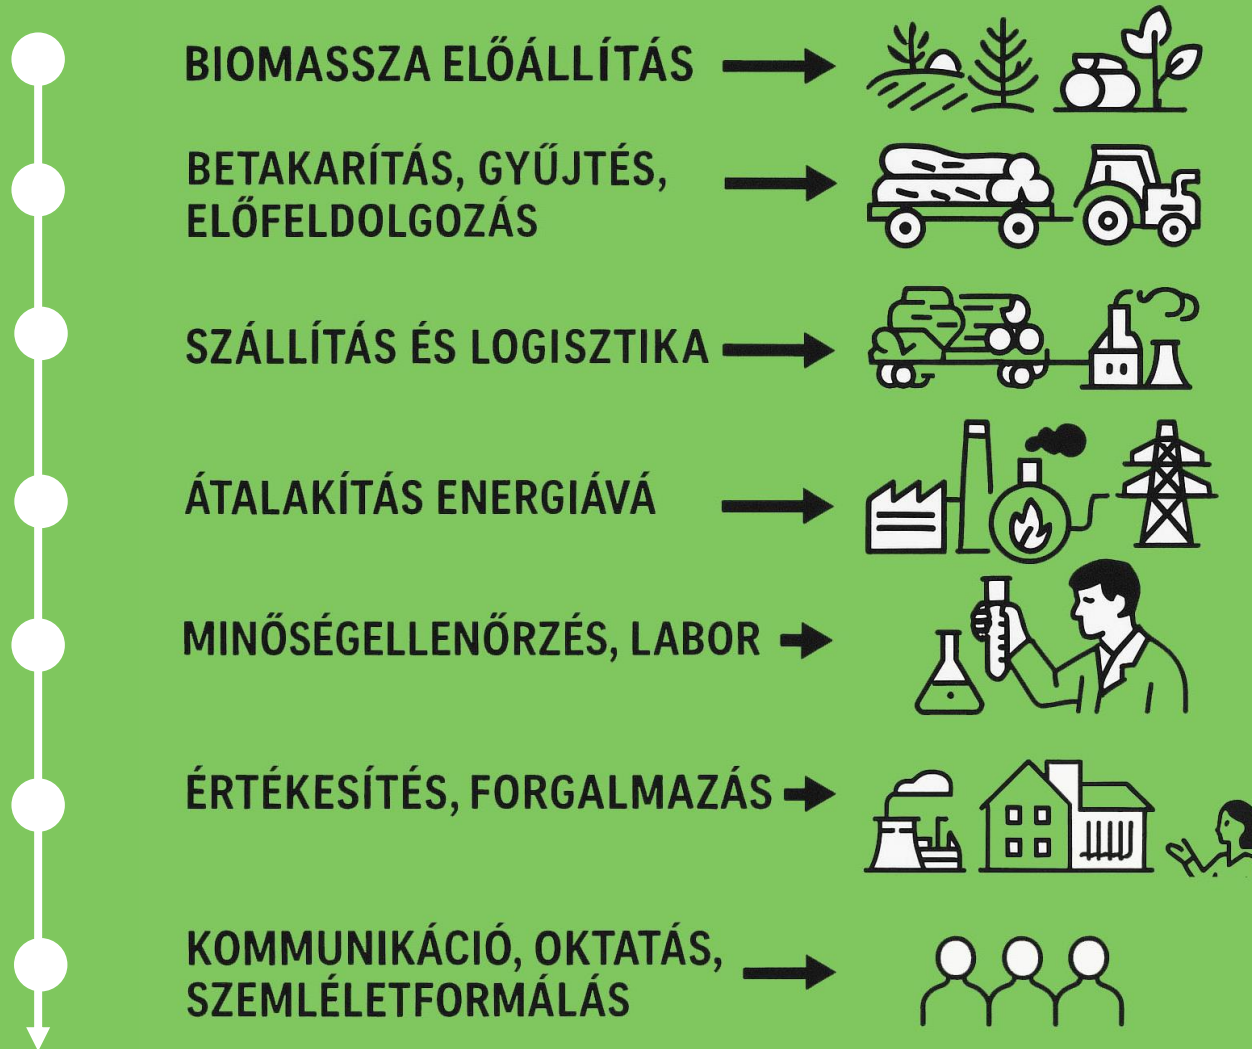 BIOMASSZA ELŐÁLLÍTÁS
BETAKARÍTÁS, GYŰJTÉS,
ELŐFELDOLGOZÁS
SZÁLLÍTÁS ÉS LOGISZTIKA
ÁTALAKÍTÁS ENERGIÁVÁ
MINŐSÉGELLENŐRZÉS, LABOR
ÉRTÉKESÍTÉS, FORGALMAZÁS
KOMMUNIKÁCIÓ, OKTATÁS,
SZEMLÉLETFORMÁLÁS